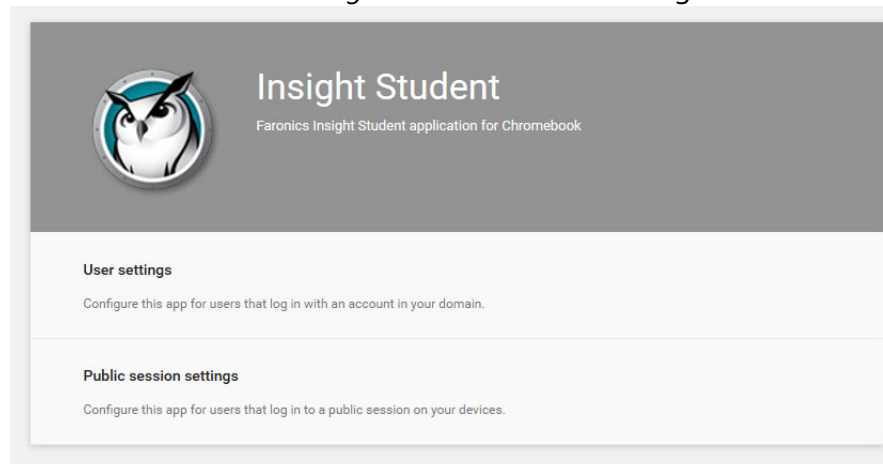 Insight Student
Faronics Insight Student application for Chromebook
User settings
Configure this app for users that log in with an account in your domain.
Public session settings
Configure this app for users that log in to a public session on your devices.